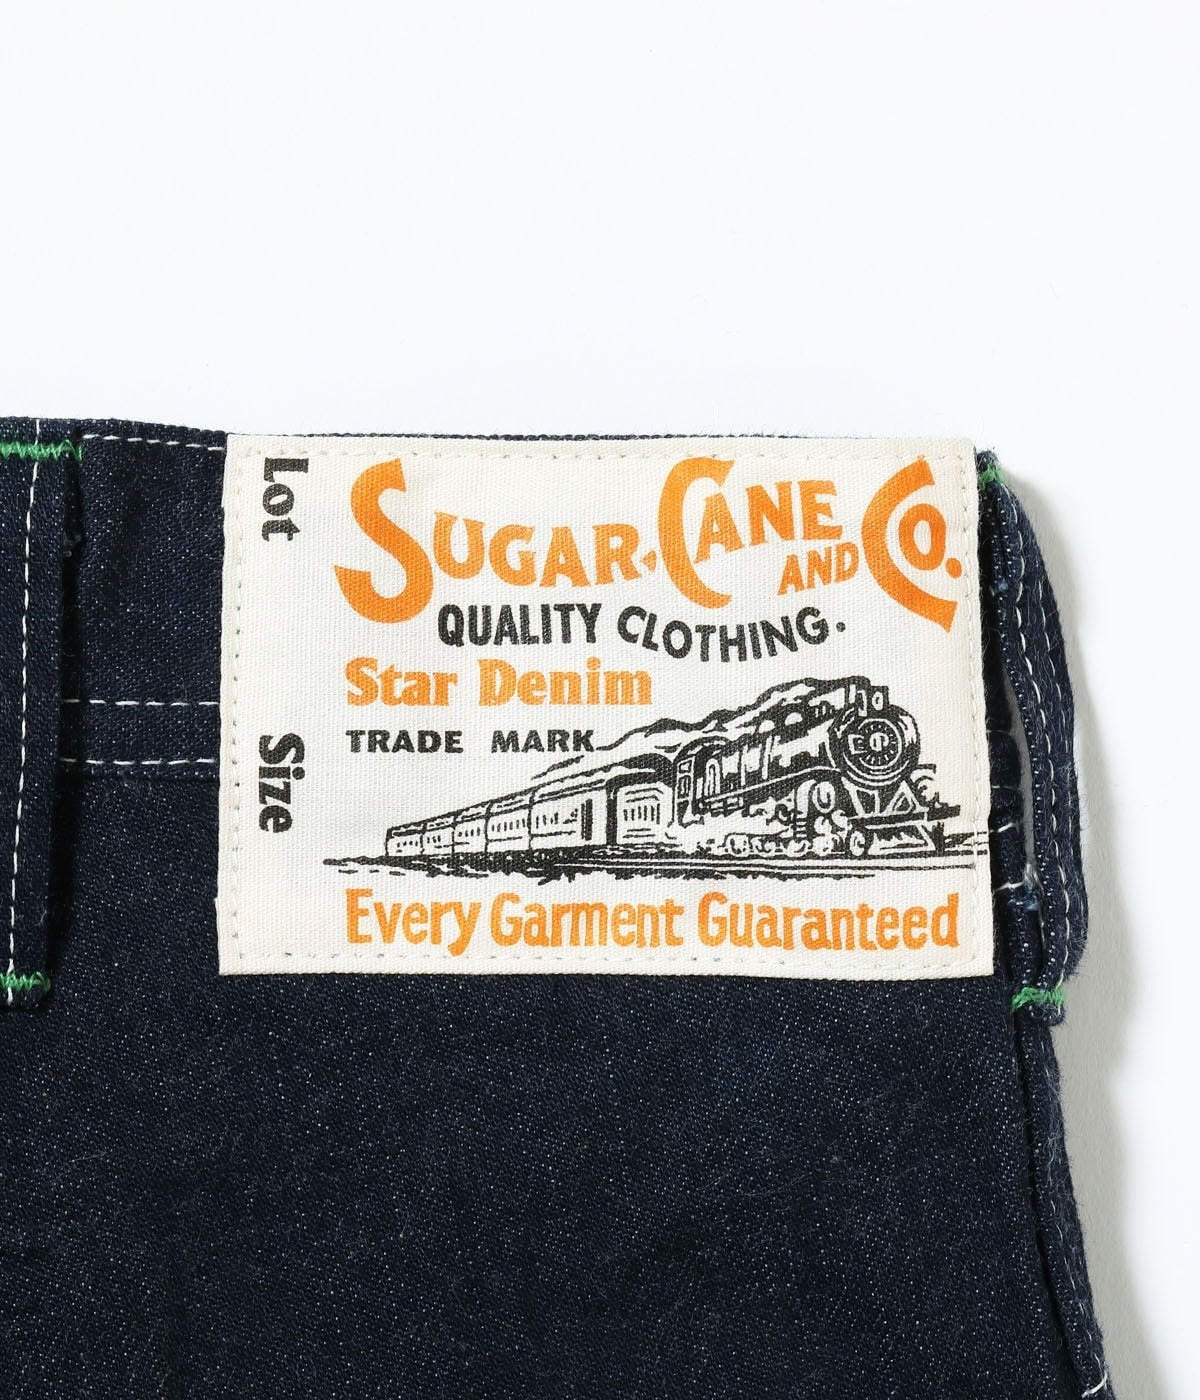 Lot
Size
SUGAR CANE AND CO.
QUALITY CLOTHING.
Star Denim
TRADE MARK
Every Garment Guaranteed